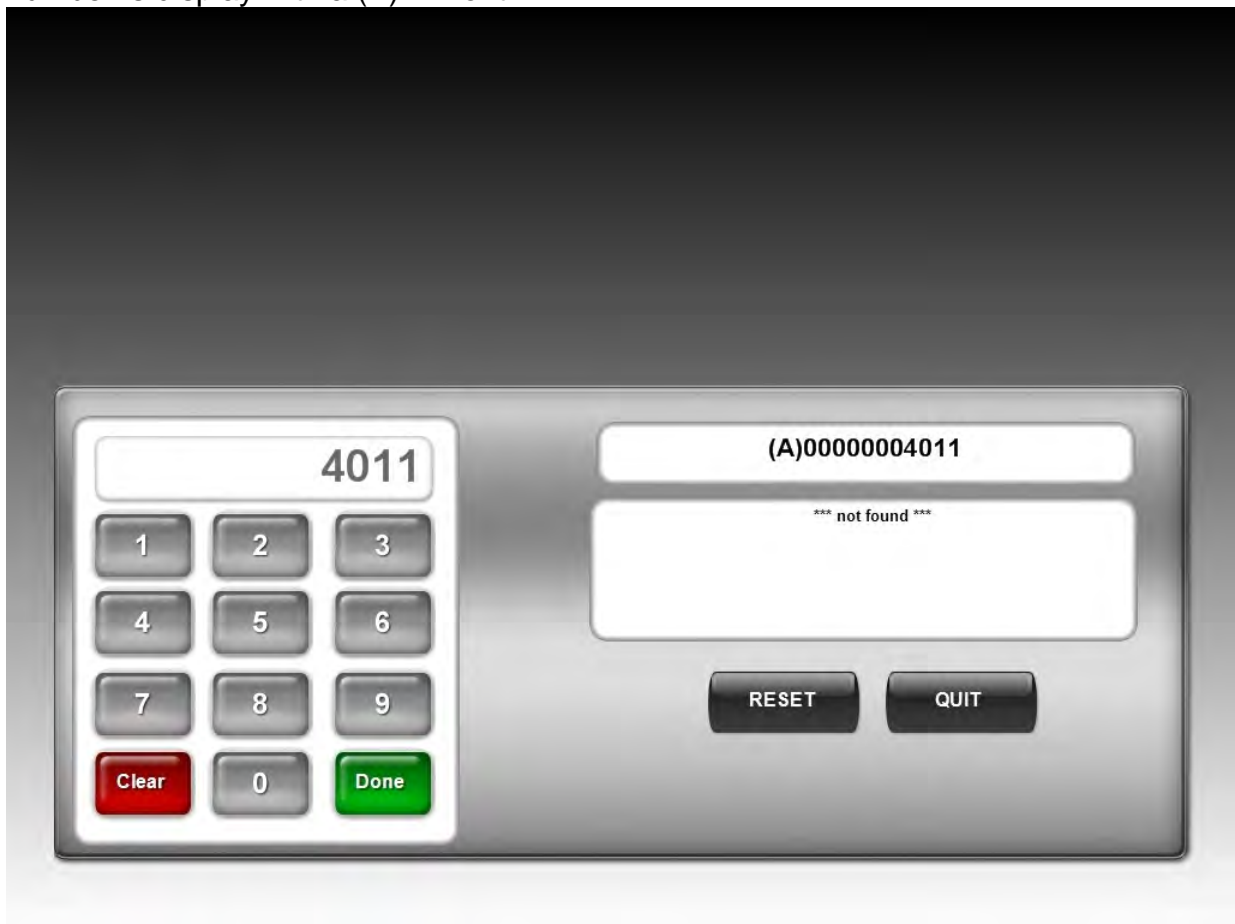 4011
1 2 3
4 5 6
7 8 9
Clear 0 Done
(A)00000004011
*** not found ***
RESET QUIT